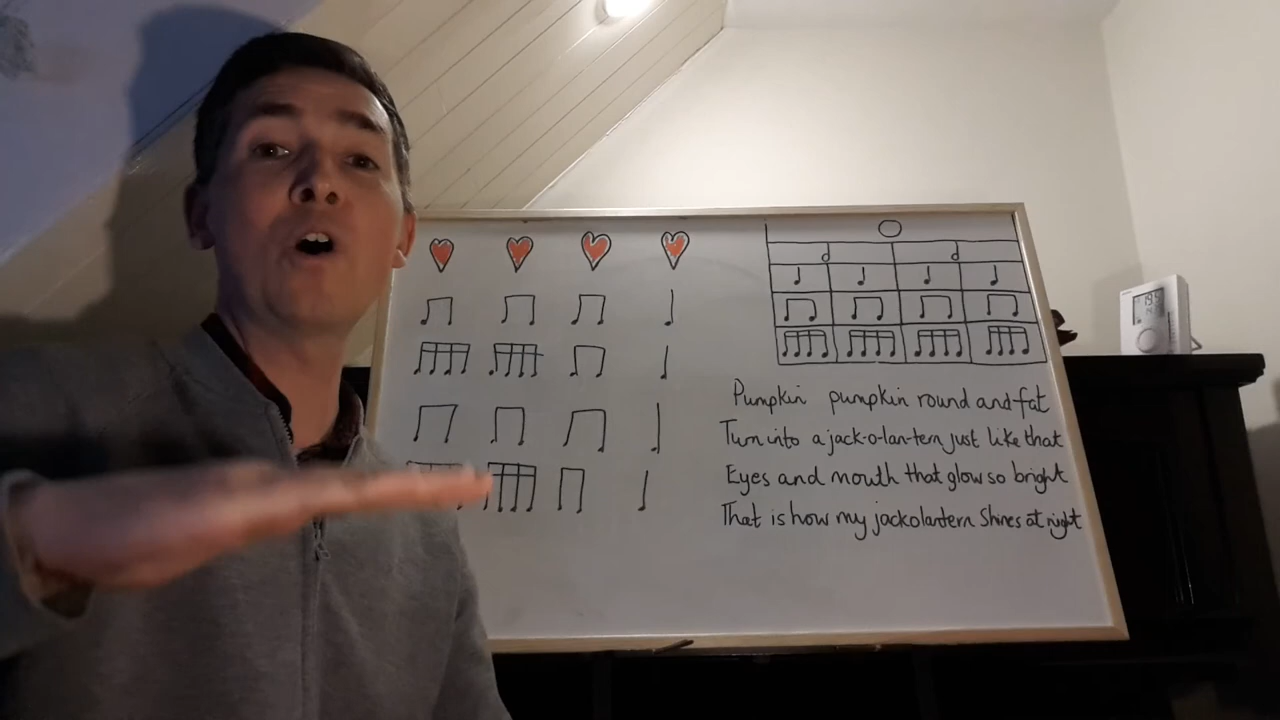 Pumpkin pumpkin round and fat
Turn into a jack-o-lan-tern just like that
Eyes and mouth that glow so bright
That is how my jackolantern Shines at night